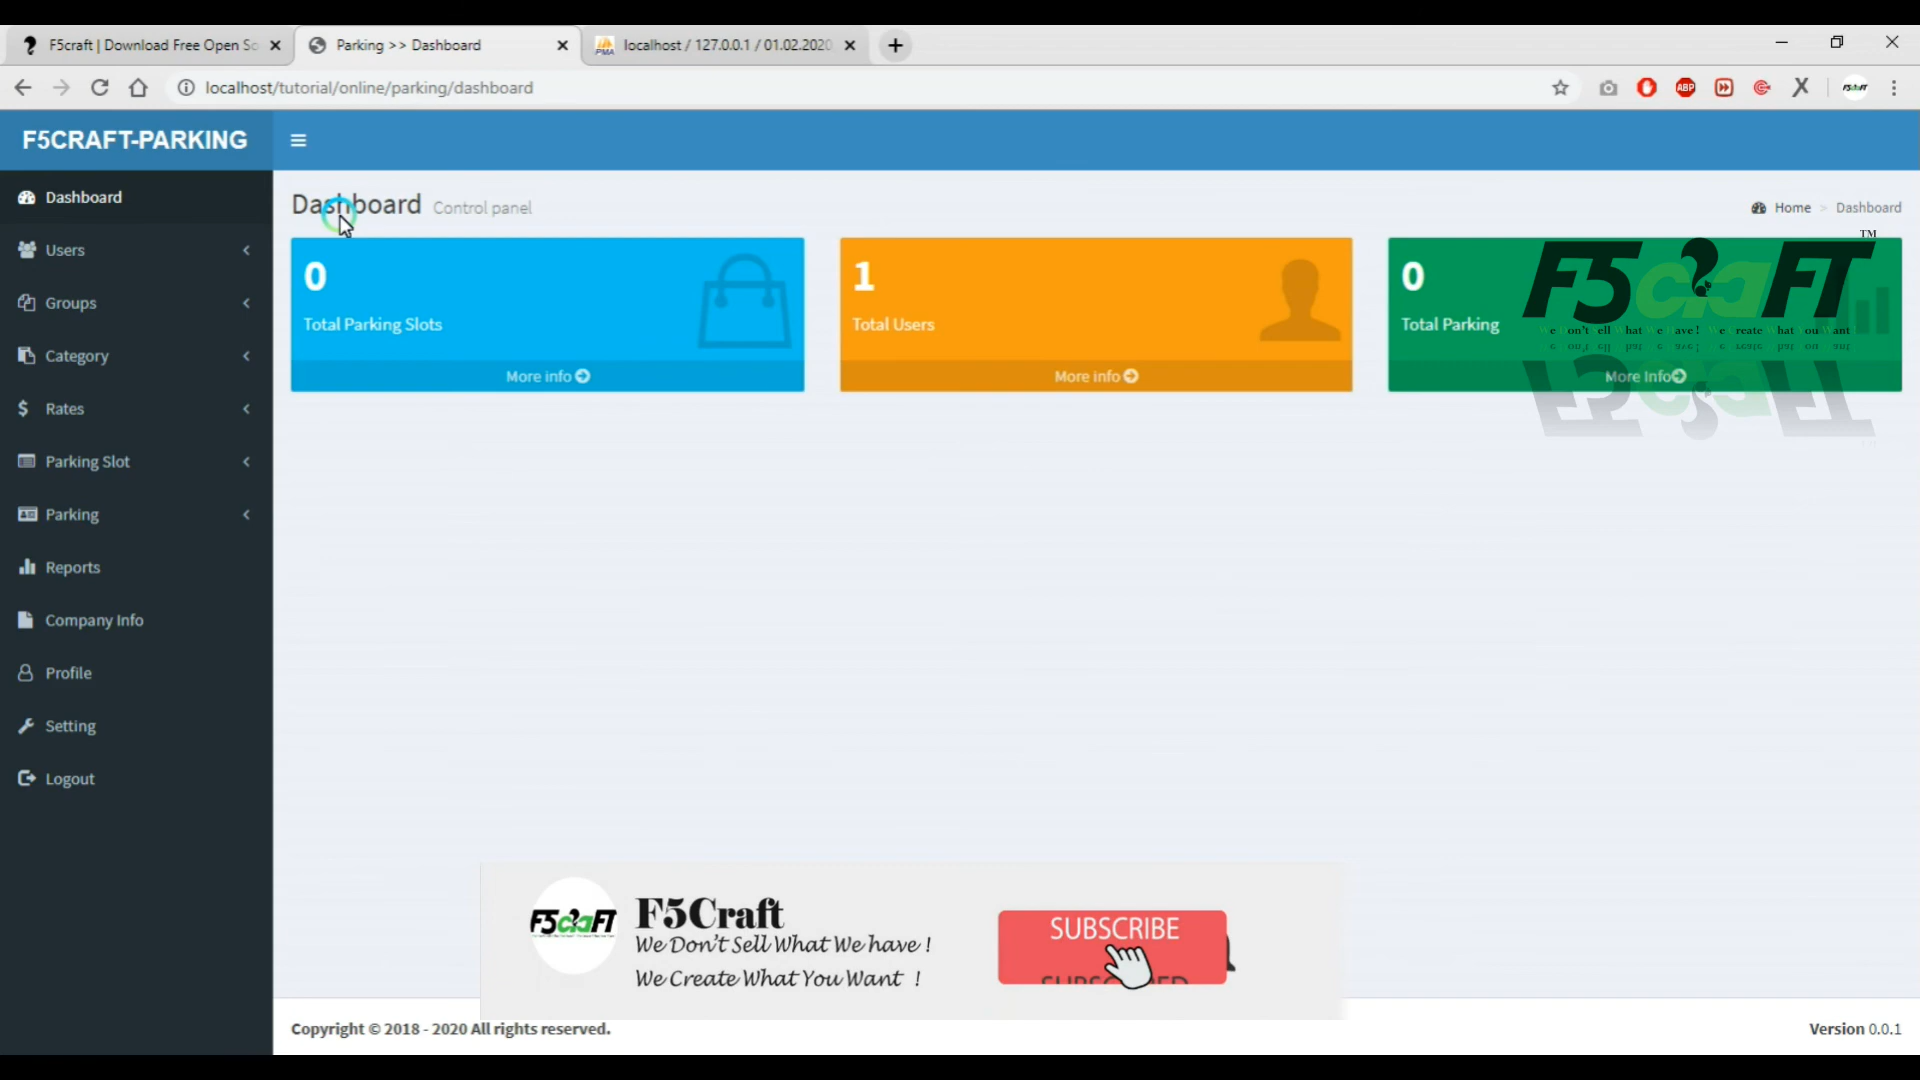 F5craft | Download Free Open So
Parking >> Dashboard
localhost / 127.0.0.1 / 01.02.2020
localhost/tutorial/online/parking/dashboard
ABP
F5CRAFT-PARKING
Dashboard
Users
Groups
Category
Rates
Parking Slot
Parking
Reports
Company Info
Profile
Setting
Logout
Dashboard Control panel
Home > Dashboard
0
Total Parking Slots
More info
1
Total Users
More info
0
Total Parking
More Info
F5craFT
TM
F5craFT
F5Craft
We Don't Sell What We have !
We Create What You Want !
SUBSCRIBE
Copyright © 2018 - 2020 All rights reserved.
Version 0.0.1